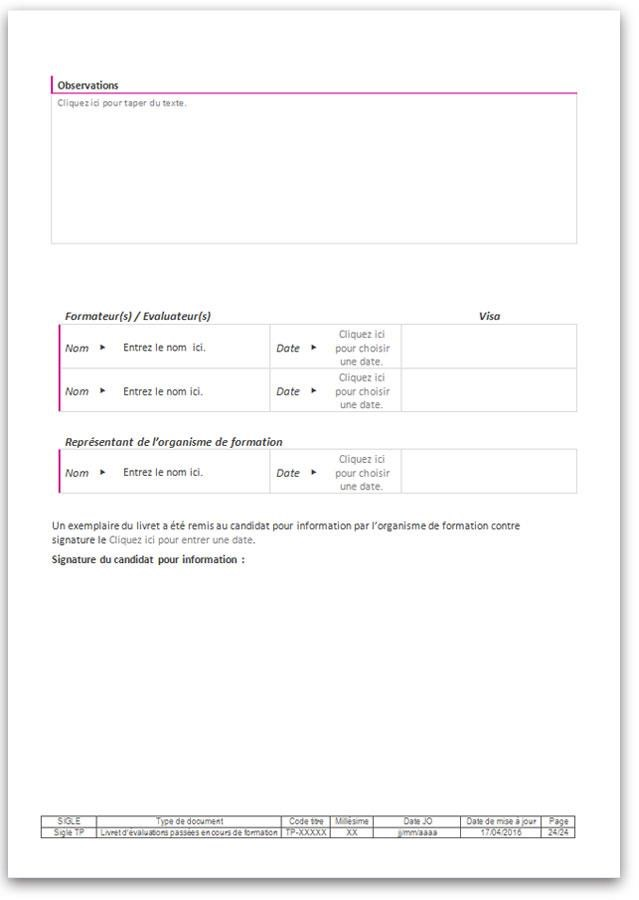 Observations
Cliquez ici pour taper du texte.
Formateur(s) / Evaluateur(s) Visa
Nom ► Entrez le nom ici. Date ► Cliquez ici pour choisir une date.
Nom ► Entrez le nom ici. Date ► Cliquez ici pour choisir une date.
Représentant de l'organisme de formation
Nom ► Entrez le nom ici. Date ► Cliquez ici pour choisir une date.
Un exemplaire du livret a été remis au candidat pour information par l'organisme de formation contre
signature le Cliquez ici pour entrer une date.
Signature du candidat pour information :
SIGLE Type de document Code titre Millésime Date JO Date de mise à jour Page
Sigle TP Livret d'évaluations passées en cours de formation TP-XXXXX XX jj/mm/aaaa 17/04/2016 24/24